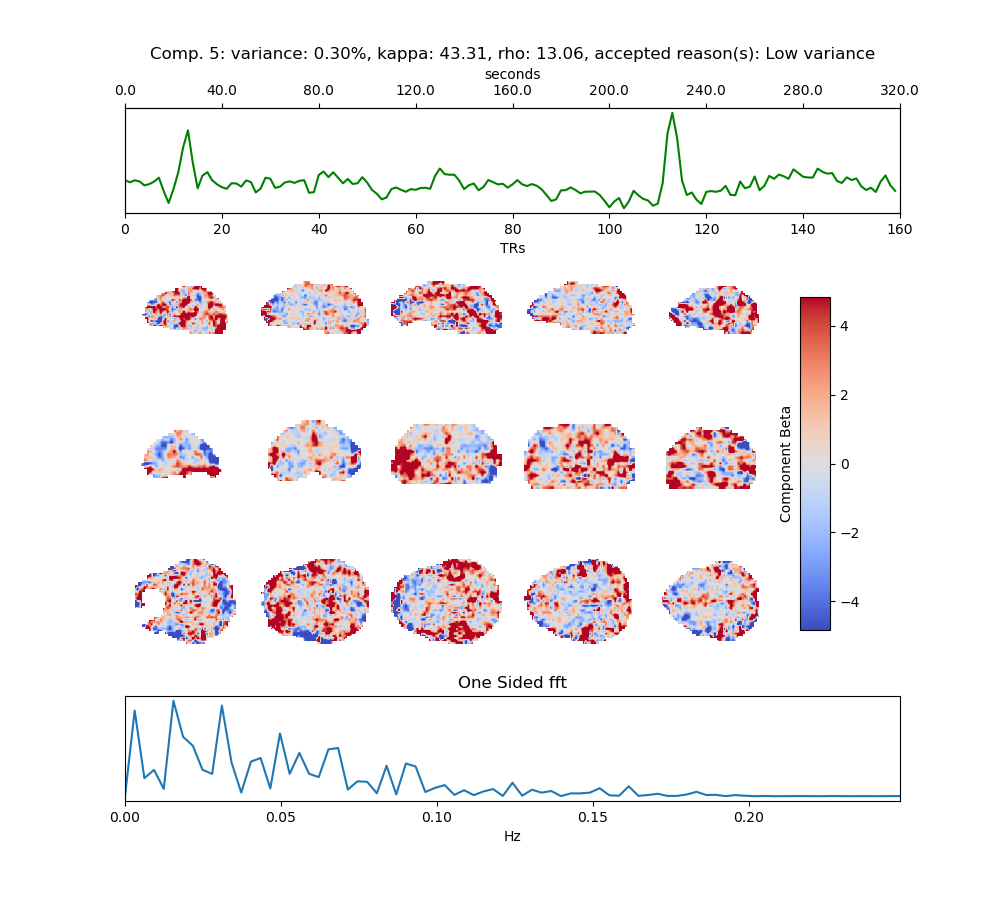 Comp. 5: variance: 0.30%, kappa: 43.31, rho: 13.06, accepted reason(s): Low variance
seconds
0.0 40.0 80.0 120.0 160.0 200.0 240.0 280.0 320.0
0 20 40 60 80 100 120 140 160
TRs
4
2
0
−2
−4
Component Beta
One Sided fft
0.00 0.05 0.10 0.15 0.20
Hz